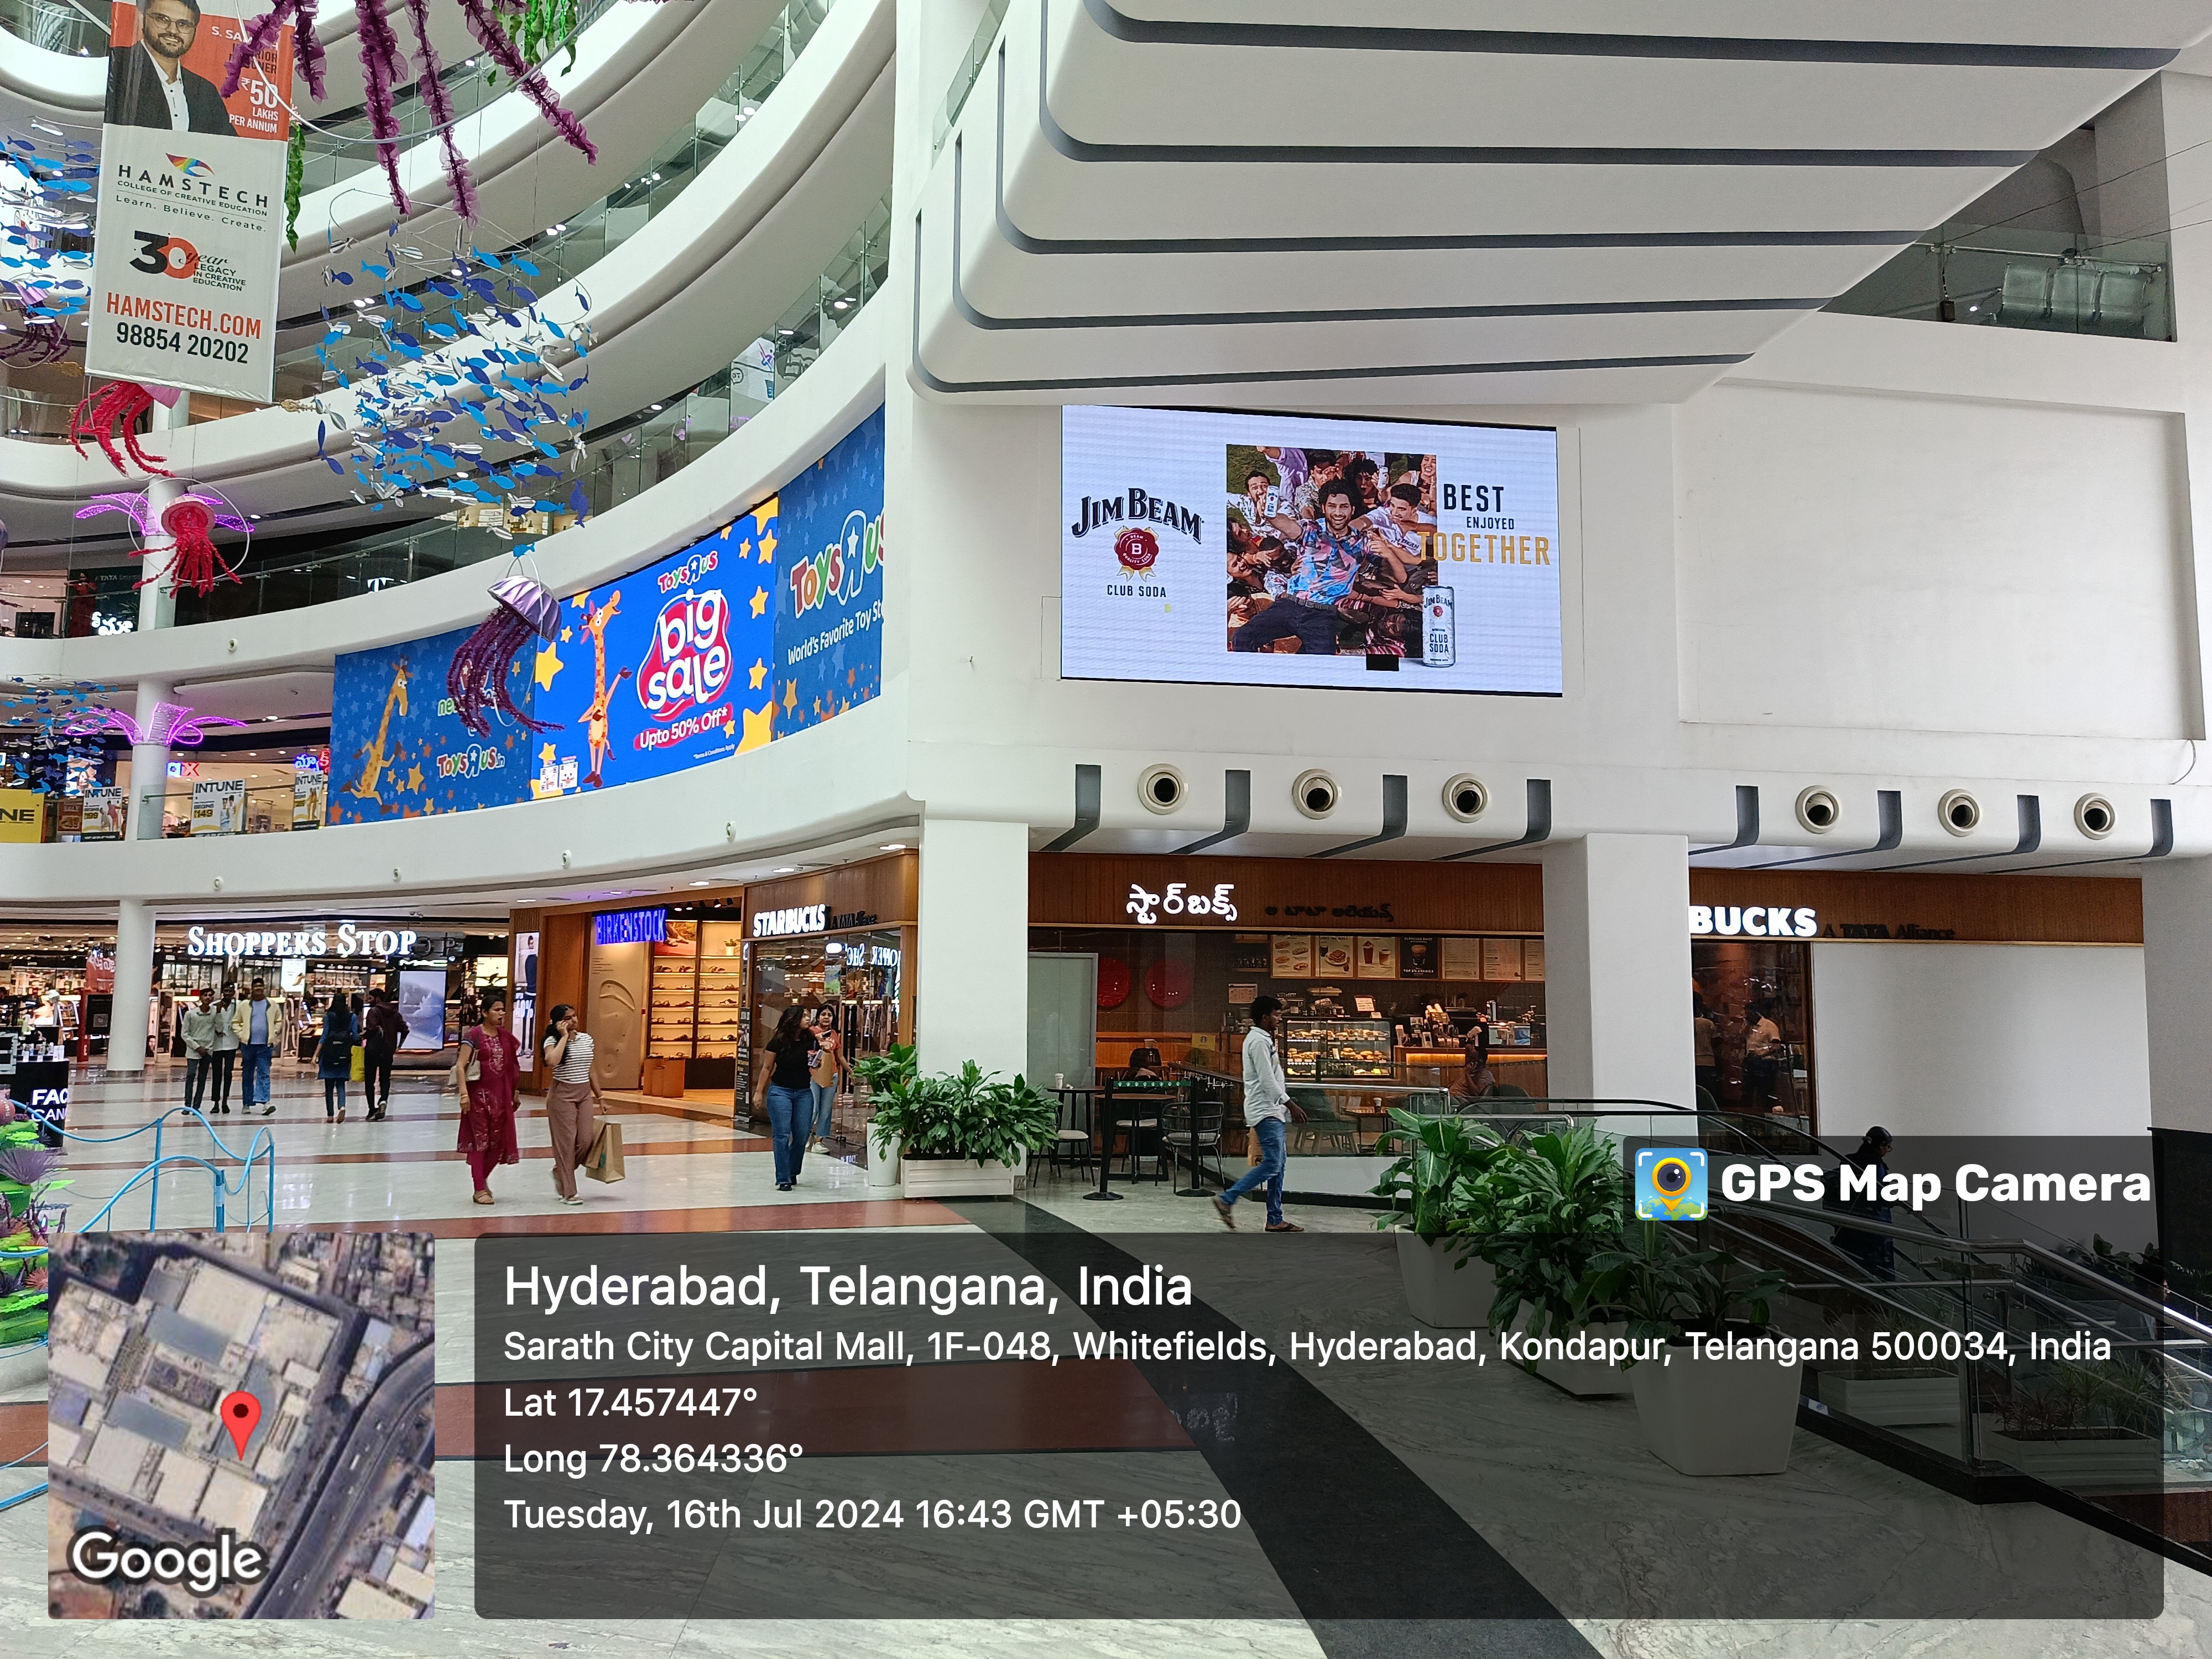 ₹50
LAKHS
PER ANNUM
HAMSTECH
COLLEGE OF CREATIVE EDUCATION
Learn. Believe. Create.
30 year
LEGACY
IN CREATIVE
EDUCATION
HAMSTECH.COM
98854 20202
JIM BEAM
B
CLUB SODA
BEST
ENJOYED
TOGETHER
JIM BEAM
CLUB
SODA
TOYS R US
big
sale
Upto 50% Off*
TOYS R US
World's Favorite Toy
TOYS R US
INTUNE
INTUNE
INTUNE
SHOPPERS STOP
BIRKENSTOCK
STARBUCKS
స్టార్‌బక్స్
BUCKS A TATA Alliance
GPS Map Camera
Hyderabad, Telangana, India
Sarath City Capital Mall, 1F-048, Whitefields, Hyderabad, Kondapur, Telangana 500034, India
Lat 17.457447°
Long 78.364336°
Tuesday, 16th Jul 2024 16:43 GMT +05:30
Google